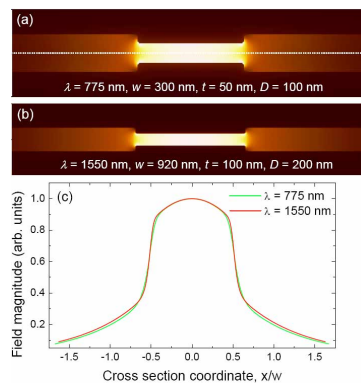 (a)
λ = 775 nm, w = 300 nm, t = 50 nm, D = 100 nm
(b)
λ = 1550 nm, w = 920 nm, t = 100 nm, D = 200 nm
(c)
λ = 775 nm
λ = 1550 nm
Field magnitude (arb. units)
1.0
0.8
0.6
0.4
0.2
-1.5 -1.0 -0.5 0.0 0.5 1.0 1.5
Cross section coordinate, x/w